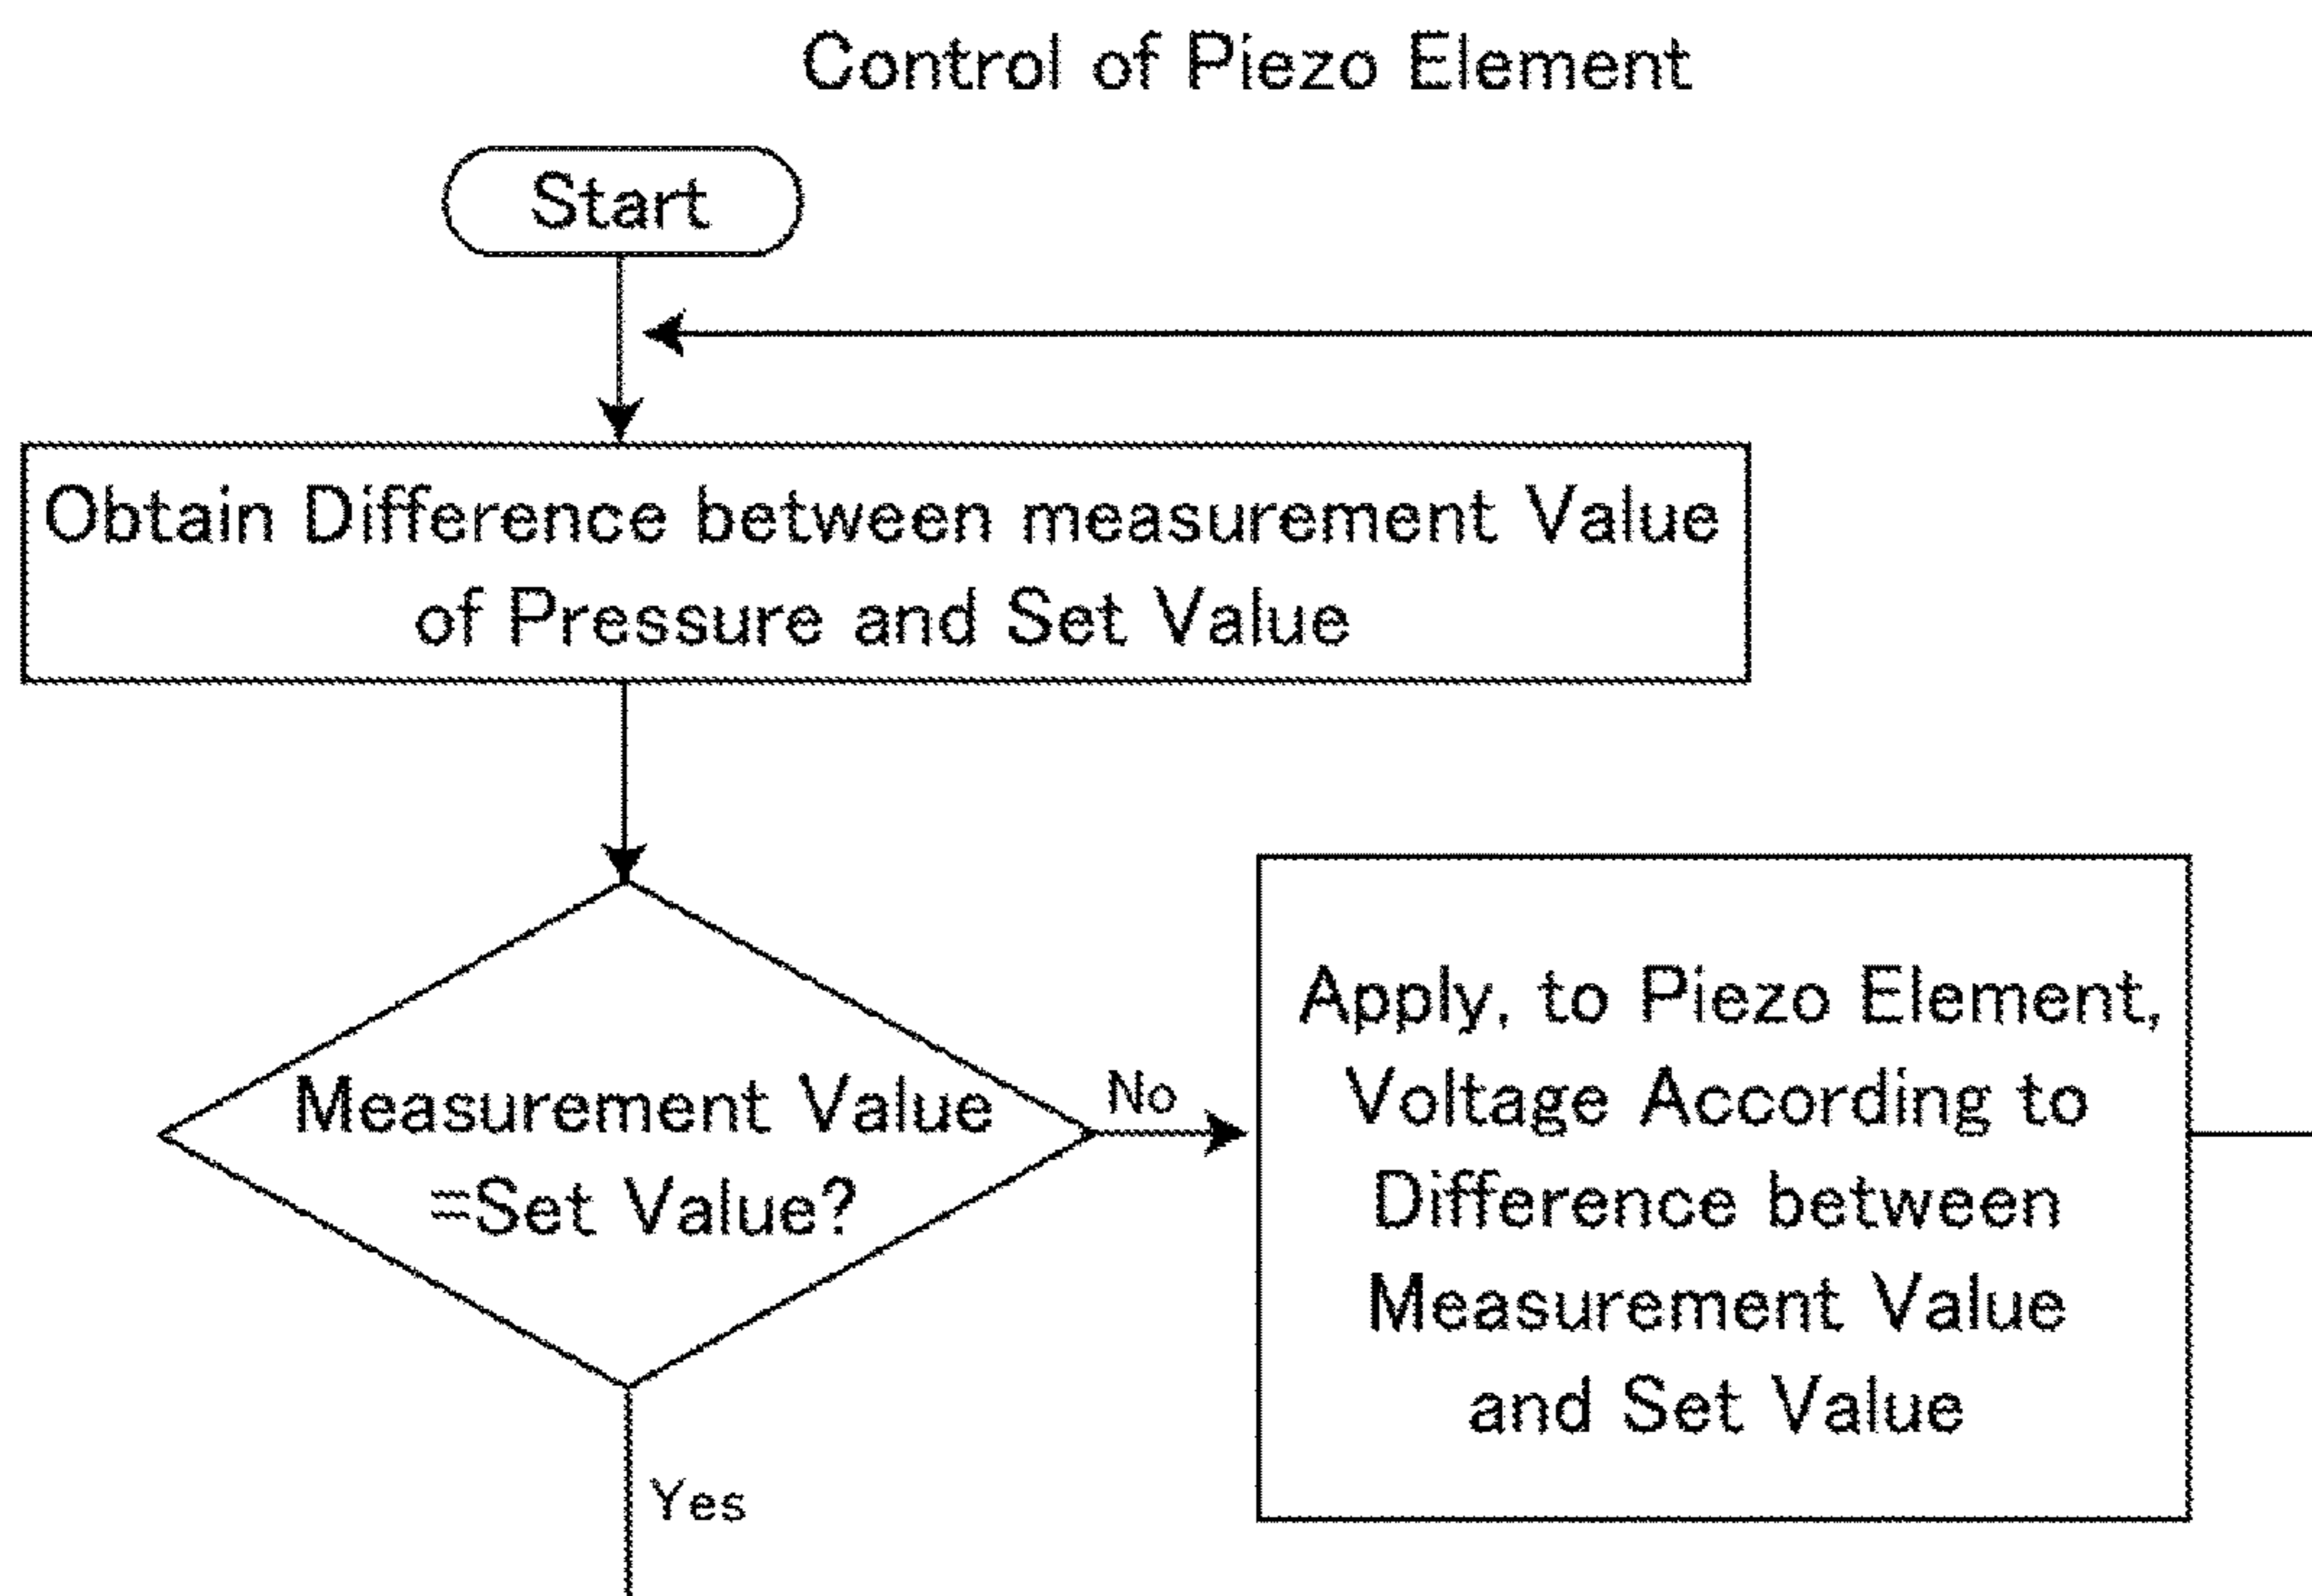 Control of Piezo Element
Start
Obtain Difference between measurement Value
of Pressure and Set Value
Measurement Value
=Set Value?
No
Apply, to Piezo Element,
Voltage According to
Difference between
Measurement Value
and Set Value
Yes